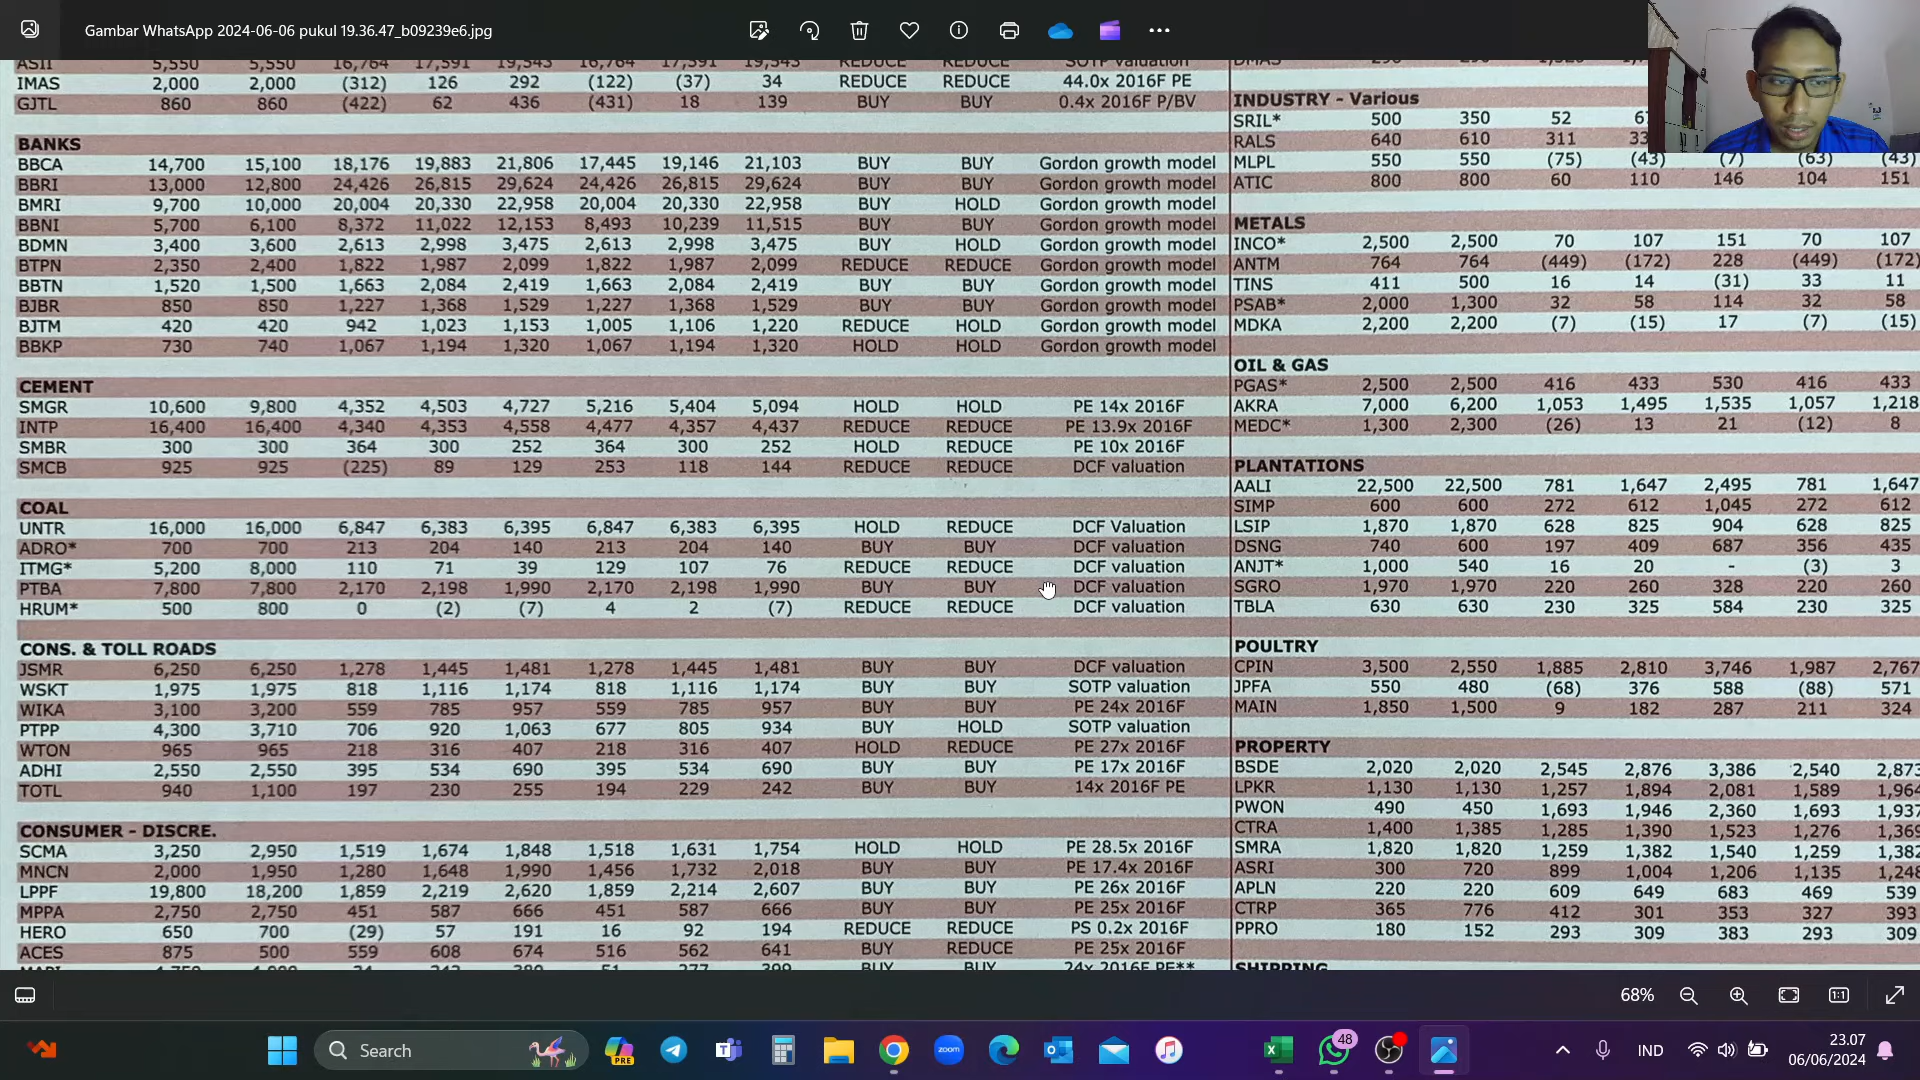 Gambar WhatsApp 2024-06-06 pukul 19.36.47_b09239e6.jpg
ASII 5,550 5,550 16,764 17,591 19,543 16,764 17,591 19,543 REDUCE REDUCE SOTP valuation
IMAS 2,000 2,000 (312) 126 292 (122) (37) 34 REDUCE REDUCE 44.0x 2016F PE
GJTL 860 860 (422) 62 436 (431) 18 139 BUY BUY 0.4x 2016F P/BV
BANKS
BBCA 14,700 15,100 18,176 19,883 21,806 17,445 19,146 21,103 BUY BUY Gordon growth model
BBRI 13,000 12,800 24,426 26,815 29,624 24,426 26,815 29,624 BUY BUY Gordon growth model
BMRI 9,700 10,000 20,004 20,330 22,958 20,004 20,330 22,958 BUY HOLD Gordon growth model
BBNI 5,700 6,100 8,372 11,022 12,153 8,493 10,239 11,515 BUY BUY Gordon growth model
BDMN 3,400 3,600 2,613 2,998 3,475 2,613 2,998 3,475 BUY HOLD Gordon growth model
BTPN 2,350 2,400 1,822 1,987 2,099 1,822 1,987 2,099 REDUCE REDUCE Gordon growth model
BBTN 1,520 1,500 1,663 2,084 2,419 1,663 2,084 2,419 BUY BUY Gordon growth model
BJBR 850 850 1,227 1,368 1,529 1,227 1,368 1,529 BUY BUY Gordon growth model
BJTM 420 420 942 1,023 1,153 1,005 1,106 1,220 REDUCE HOLD Gordon growth model
BBKP 730 740 1,067 1,194 1,320 1,067 1,194 1,320 HOLD HOLD Gordon growth model
CEMENT
SMGR 10,600 9,800 4,352 4,503 4,727 5,216 5,404 5,094 HOLD HOLD PE 14x 2016F
INTP 16,400 16,400 4,340 4,353 4,558 4,477 4,357 4,437 REDUCE REDUCE PE 13.9x 2016F
SMBR 300 300 364 300 252 364 300 252 HOLD REDUCE PE 10x 2016F
SMCB 925 925 (225) 89 129 253 118 144 REDUCE REDUCE DCF valuation
COAL
UNTR 16,000 16,000 6,847 6,383 6,395 6,847 6,383 6,395 HOLD REDUCE DCF Valuation
ADRO* 700 700 213 204 140 213 204 140 BUY BUY DCF valuation
ITMG* 5,200 8,000 110 71 39 129 107 76 REDUCE REDUCE DCF valuation
PTBA 7,800 7,800 2,170 2,198 1,990 2,170 2,198 1,990 BUY BUY DCF valuation
HRUM* 500 800 0 (2) (7) 4 2 (7) REDUCE REDUCE DCF valuation
CONS. & TOLL ROADS
JSMR 6,250 6,250 1,278 1,445 1,481 1,278 1,445 1,481 BUY BUY DCF valuation
WSKT 1,975 1,975 818 1,116 1,174 818 1,116 1,174 BUY BUY SOTP valuation
WIKA 3,100 3,200 559 785 957 559 785 957 BUY BUY PE 24x 2016F
PTPP 4,300 3,710 706 920 1,063 677 805 934 BUY HOLD SOTP valuation
WTON 965 965 218 316 407 218 316 407 HOLD REDUCE PE 27x 2016F
ADHI 2,550 2,550 395 534 690 395 534 690 BUY BUY PE 17x 2016F
TOTL 940 1,100 197 230 255 194 229 242 BUY BUY 14x 2016F PE
CONSUMER - DISCRE.
SCMA 3,250 2,950 1,519 1,674 1,848 1,518 1,631 1,754 HOLD HOLD PE 28.5x 2016F
MNCN 2,000 1,950 1,280 1,648 1,990 1,456 1,732 2,018 BUY BUY PE 17.4x 2016F
LPPF 19,800 18,200 1,859 2,219 2,620 1,859 2,214 2,607 BUY BUY PE 26x 2016F
MPPA 2,750 2,750 451 587 666 451 587 666 BUY BUY PE 25x 2016F
HERO 650 700 (29) 57 191 16 92 194 REDUCE REDUCE PS 0.2x 2016F
ACES 875 500 559 608 674 516 562 641 BUY REDUCE PE 25x 2016F
BUY BUY 24x 2016F PE**
INDUSTRY - Various
SRIL* 500 350 52
RALS 640 610 311
MLPL 550 550 (75) (43) (7) (63) (43)
ATIC 800 800 60 110 146 104 151
METALS
INCO* 2,500 2,500 70 107 151 70 107
ANTM 764 764 (449) (172) 228 (449) (172)
TINS 411 500 16 14 (31) 33 11
PSAB* 2,000 1,300 32 58 114 32 58
MDKA 2,200 2,200 (7) (15) 17 (7) (15)
OIL & GAS
PGAS* 2,500 2,500 416 433 530 416 433
AKRA 7,000 6,200 1,053 1,495 1,535 1,057 1,218
MEDC* 1,300 2,300 (26) 13 21 (12) 8
PLANTATIONS
AALI 22,500 22,500 781 1,647 2,495 781 1,647
SIMP 600 600 272 612 1,045 272 612
LSIP 1,870 1,870 628 825 904 628 825
DSNG 740 600 197 409 687 356 435
ANJT* 1,000 540 16 20 - (3) 3
SGRO 1,970 1,970 220 260 328 220 260
TBLA 630 630 230 325 584 230 325
POULTRY
CPIN 3,500 2,550 1,885 2,810 3,746 1,987 2,767
JPFA 550 480 (68) 376 588 (88) 571
MAIN 1,850 1,500 9 182 287 211 324
PROPERTY
BSDE 2,020 2,020 2,545 2,876 3,386 2,540 2,873
LPKR 1,130 1,130 1,257 1,894 2,081 1,589 1,964
PWON 490 450 1,693 1,946 2,360 1,693 1,937
CTRA 1,400 1,385 1,285 1,390 1,523 1,276 1,369
SMRA 1,820 1,820 1,259 1,382 1,540 1,259 1,382
ASRI 300 720 899 1,004 1,206 1,135 1,248
APLN 220 220 609 649 683 469 539
CTRP 365 776 412 301 353 327 393
PPRO 180 152 293 309 383 293 309
SHIPPING
68%
1:1
Search
PRE
zoom
48
IND
23.07
06/06/2024